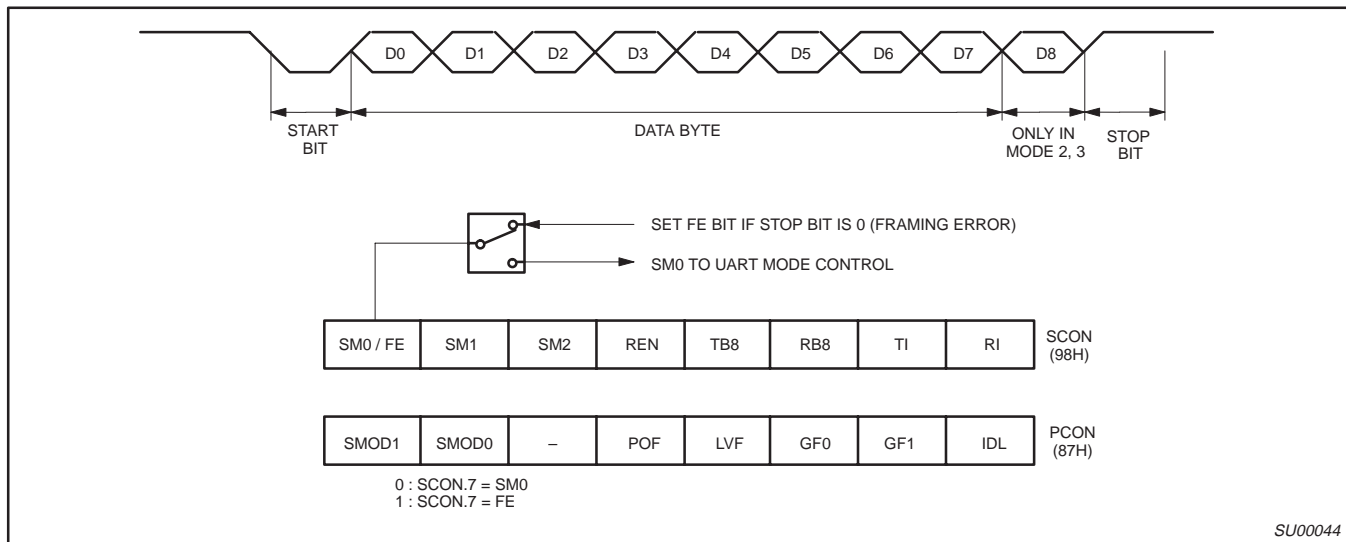 D0 D1 D2 D3 D4 D5 D6 D7 D8
START
BIT
DATA BYTE
ONLY IN
MODE 2, 3
STOP
BIT
SET FE BIT IF STOP BIT IS 0 (FRAMING ERROR)
SM0 TO UART MODE CONTROL
SM0 / FE SM1 SM2 REN TB8 RB8 TI RI
SCON
(98H)
SMOD1 SMOD0 – POF LVF GF0 GF1 IDL
PCON
(87H)
0 : SCON.7 = SM0
1 : SCON.7 = FE
SU00044